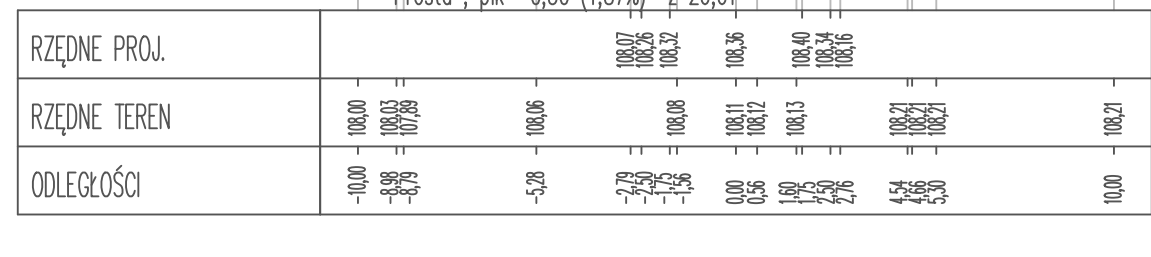 RZĘDNE PROJ. 108,07 108,26 108,32 108,36 108,40 108,34 108,16
RZĘDNE TEREN 108,00 108,03 107,89 108,06 108,08 108,11 108,12 108,13 108,21 108,21 108,21 108,21
ODLEGŁOŚCI -10,00 -8,98 -8,79 -5,28 -2,79 -2,50 -1,75 -1,56 0,00 0,56 1,60 1,75 2,50 2,76 4,54 4,66 5,30 10,00